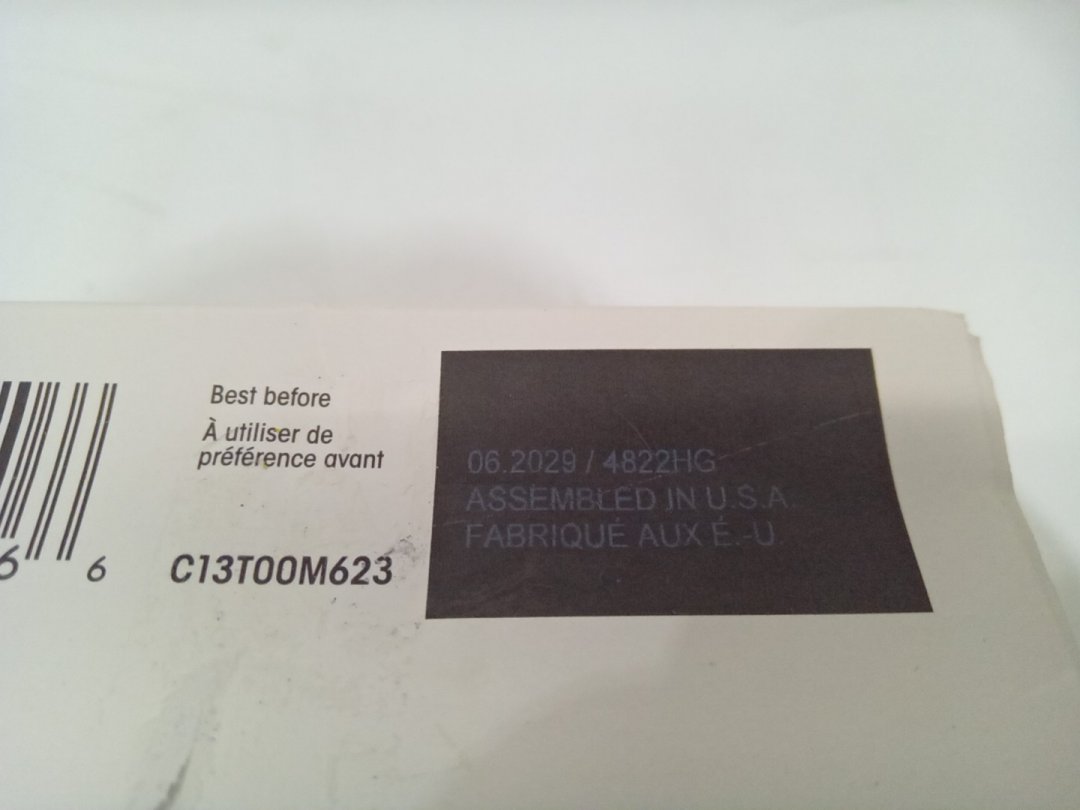 Best before
À utiliser de
préférence avant
6 6
C13T00M623
06.2029 / 4822HG
ASSEMBLED IN U.S.A.
FABRIQUÉ AUX É.-U